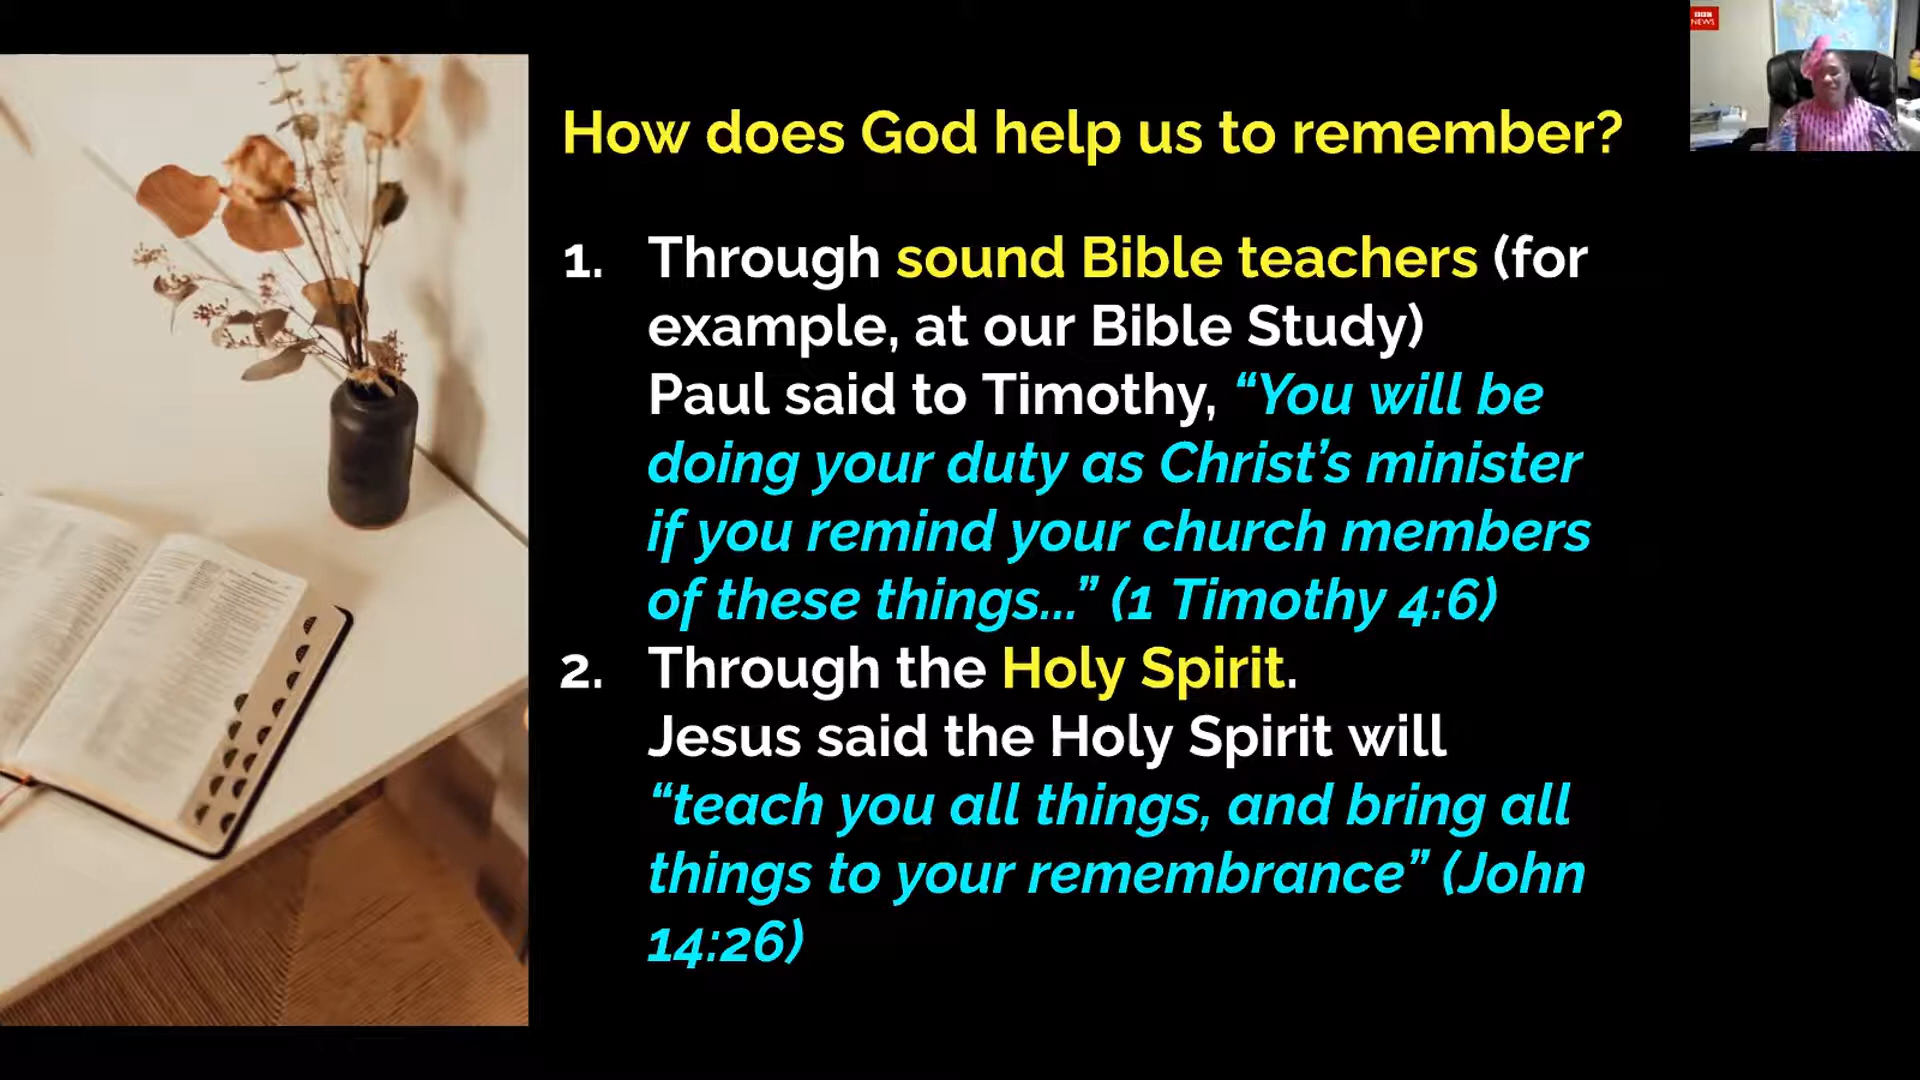 How does God help us to remember?
1. Through sound Bible teachers (for
example, at our Bible Study)
Paul said to Timothy, “You will be
doing your duty as Christ’s minister
if you remind your church members
of these things...” (1 Timothy 4:6)
2. Through the Holy Spirit.
Jesus said the Holy Spirit will
“teach you all things, and bring all
things to your remembrance” (John
14:26)
BBC
NEWS